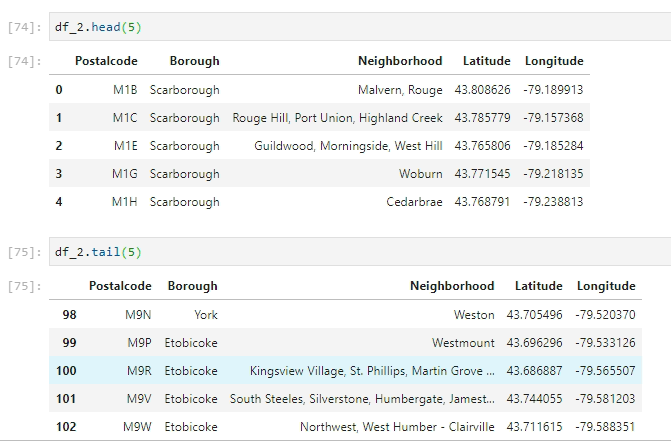 [74]: df_2.head(5)
[74]: Postalcode Borough Neighborhood Latitude Longitude
0 M1B Scarborough Malvern, Rouge 43.808626 -79.189913
1 M1C Scarborough Rouge Hill, Port Union, Highland Creek 43.785779 -79.157368
2 M1E Scarborough Guildwood, Morningside, West Hill 43.765806 -79.185284
3 M1G Scarborough Woburn 43.771545 -79.218135
4 M1H Scarborough Cedarbrae 43.768791 -79.238813
[75]: df_2.tail(5)
[75]: Postalcode Borough Neighborhood Latitude Longitude
98 M9N York Weston 43.705496 -79.520370
99 M9P Etobicoke Westmount 43.696296 -79.533126
100 M9R Etobicoke Kingsview Village, St. Phillips, Martin Grove ... 43.686887 -79.565507
101 M9V Etobicoke South Steeles, Silverstone, Humbergate, Jamest... 43.744055 -79.581203
102 M9W Etobicoke Northwest, West Humber - Clairville 43.711615 -79.588351